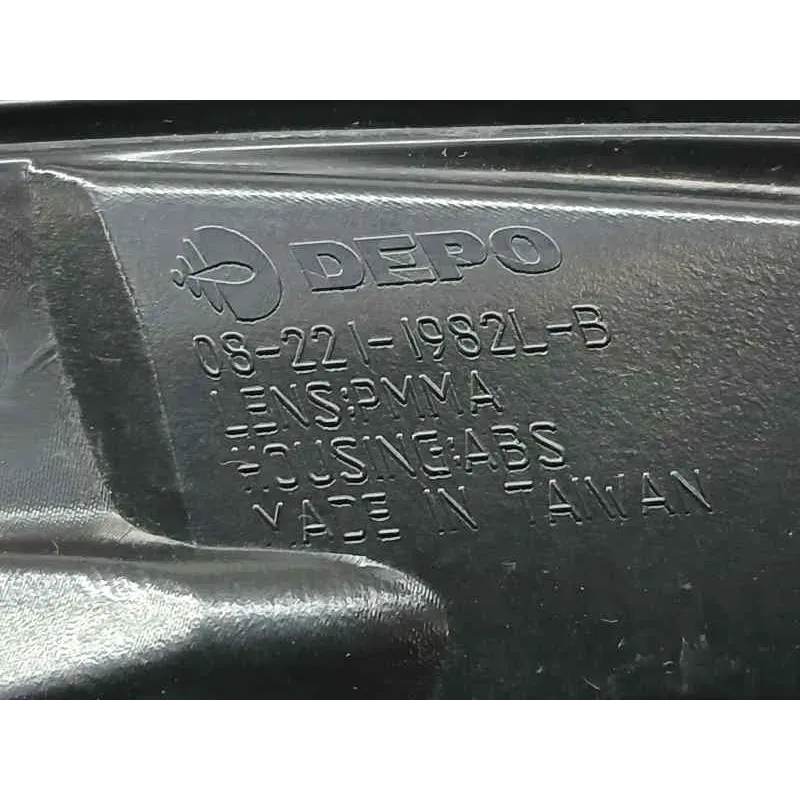 DEPO
08-221-1982L-B
LENS:PMMA
HOUSING:ABS
MADE IN TAIWAN